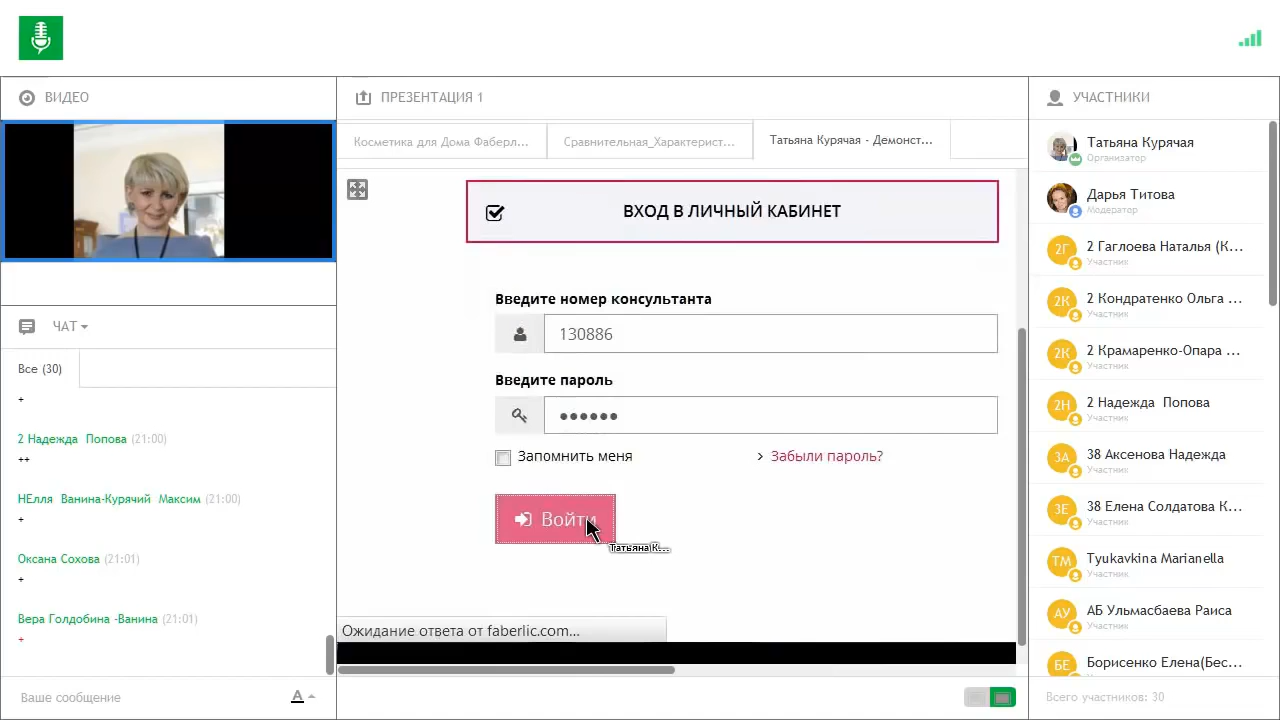 ВИДЕО
ПРЕЗЕНТАЦИЯ 1
УЧАСТНИКИ
Косметика для Дома Фаберл...
Сравнительная_Характерист...
Татьяна Курячая - Демонст...
ВХОД В ЛИЧНЫЙ КАБИНЕТ
Введите номер консультанта
130886
Введите пароль
••••••
Запомнить меня
> Забыли пароль?
Войти
Татьяна К...
Ожидание ответа от faberlic.com...
ЧАТ
Все (30)
+
2 Надежда Попова (21:00)
++
НЕлля Ванина-Курячий Максим (21:00)
+
Оксана Сохова (21:01)
+
Вера Голдобина -Ванина (21:01)
+
Ваше сообщение
A
Татьяна Курячая
Организатор
Дарья Титова
Модератор
2Г
2 Гаглоева Наталья (К...
Участник
2К
2 Кондратенко Ольга ...
Участник
2К
2 Крамаренко-Опара ...
Участник
2Н
2 Надежда Попова
Участник
3А
38 Аксенова Надежда
Участник
3Е
38 Елена Солдатова К...
Участник
TM
Tyukavkina Marianella
Участник
АУ
АБ Ульмасбаева Раиса
Участник
БЕ
Борисенко Елена(Бес...
Всего участников: 30